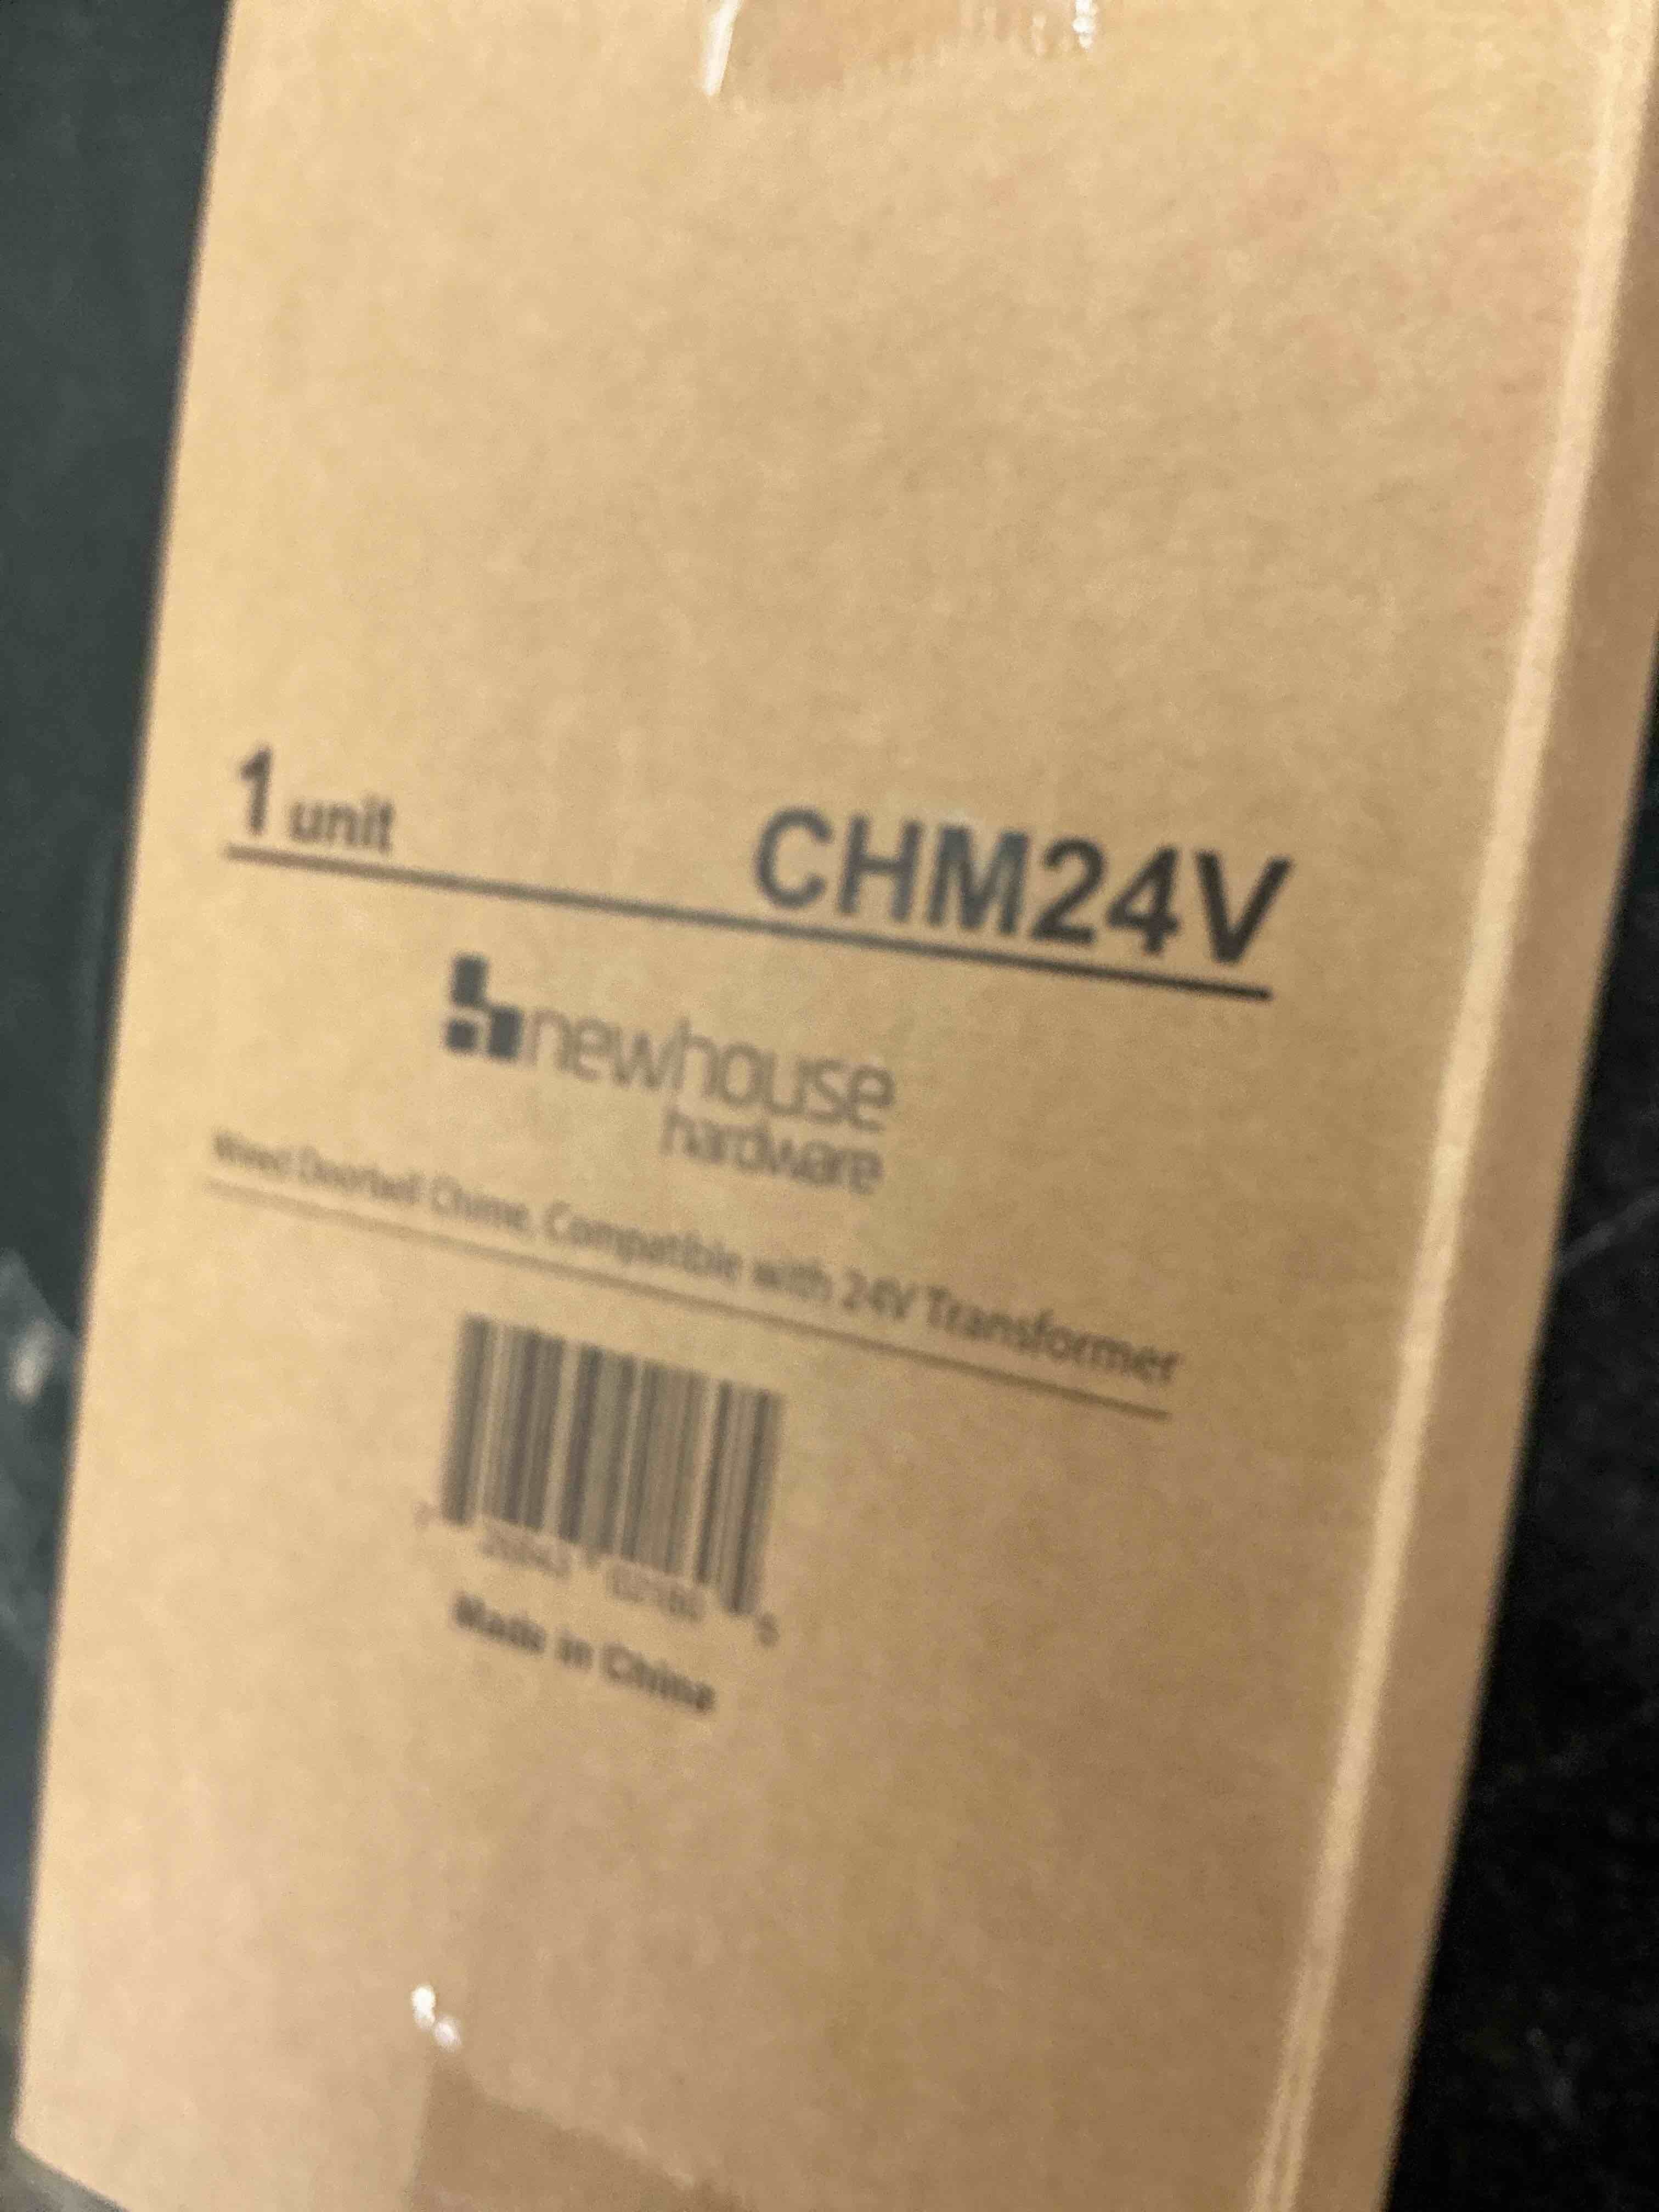 1 unit CHM24V
newhouse
hardware
Wired Doorbell Chime, Compatible with 24V Transformer
Made in China